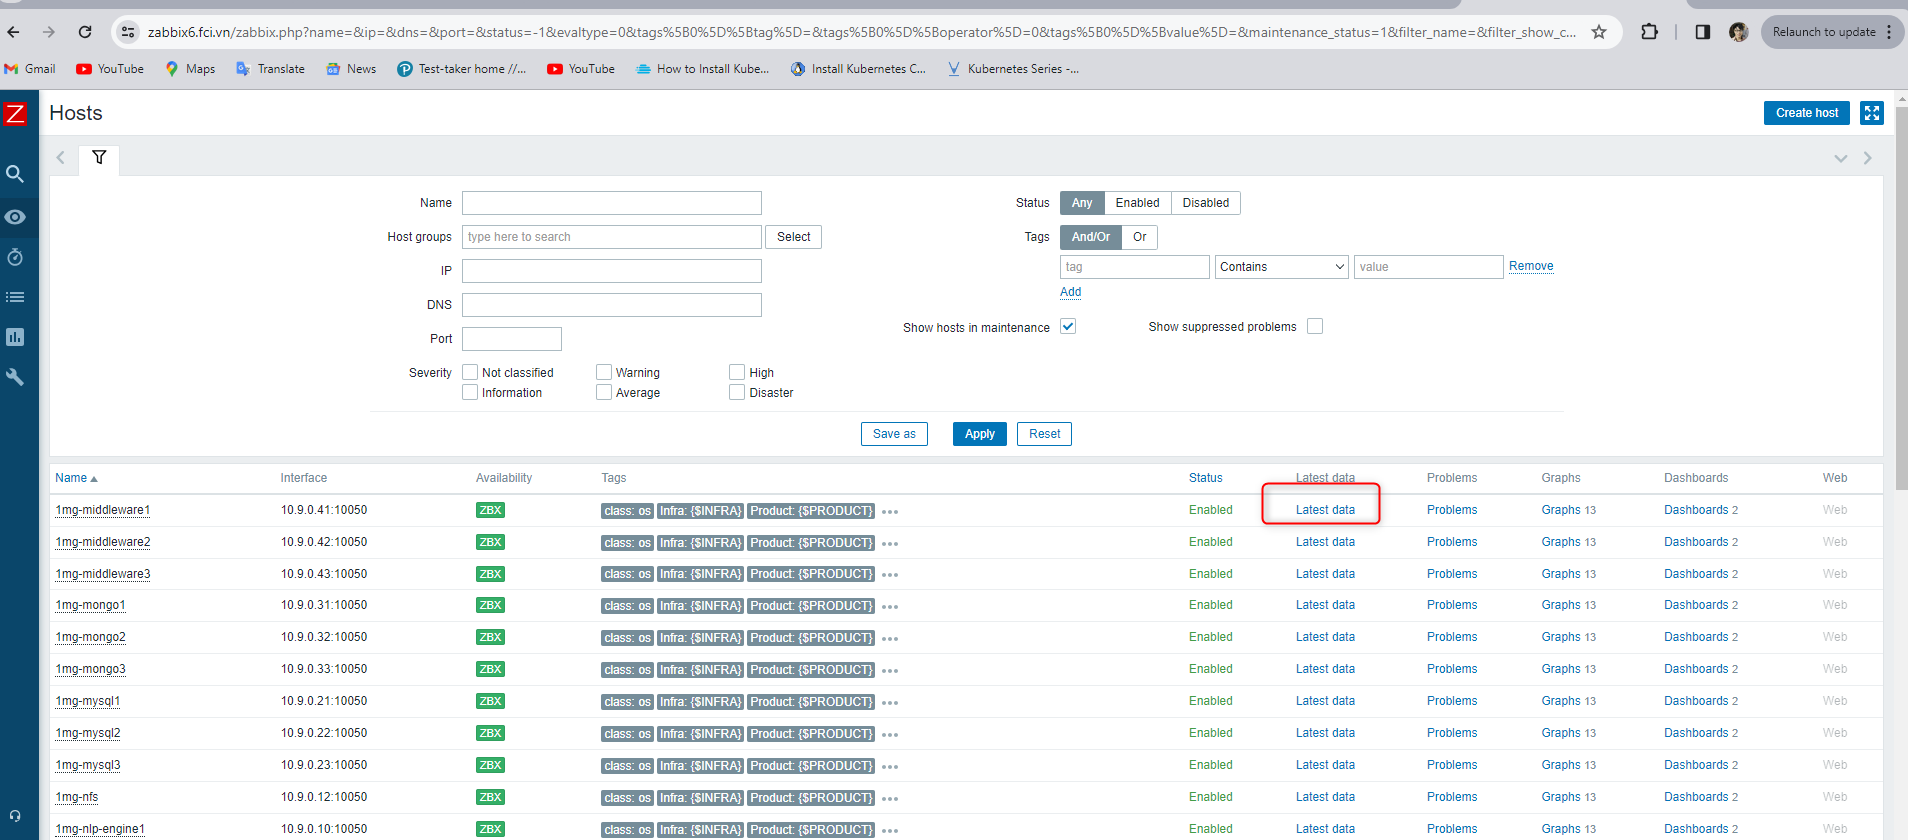 zabbix6.fci.vn/zabbix.php?name=&ip=&dns=&port=&status=-1&evaltype=0&tags%5B0%5D%5Btag%5D=&tags%5B0%5D%5Boperator%5D=0&tags%5B0%5D%5Bvalue%5D=&maintenance_status=1&filter_name=&filter_show_c... Relaunch to update
Gmail YouTube Maps Translate News Test-taker home //... YouTube How to Install Kube... Install Kubernetes C... Kubernetes Series -...
Z Hosts Create host
Name Status Any Enabled Disabled
Host groups type here to search Select Tags And/Or Or
IP tag Contains value Remove
DNS Add
Port Show hosts in maintenance Show suppressed problems
Severity Not classified Warning High
Information Average Disaster
Save as Apply Reset
Name Interface Availability Tags Status Latest data Problems Graphs Dashboards Web
1mg-middleware1 10.9.0.41:10050 ZBX class: os Infra: {$INFRA} Product: {$PRODUCT} ••• Enabled Latest data Problems Graphs 13 Dashboards 2 Web
1mg-middleware2 10.9.0.42:10050 ZBX class: os Infra: {$INFRA} Product: {$PRODUCT} ••• Enabled Latest data Problems Graphs 13 Dashboards 2 Web
1mg-middleware3 10.9.0.43:10050 ZBX class: os Infra: {$INFRA} Product: {$PRODUCT} ••• Enabled Latest data Problems Graphs 13 Dashboards 2 Web
1mg-mongo1 10.9.0.31:10050 ZBX class: os Infra: {$INFRA} Product: {$PRODUCT} ••• Enabled Latest data Problems Graphs 13 Dashboards 2 Web
1mg-mongo2 10.9.0.32:10050 ZBX class: os Infra: {$INFRA} Product: {$PRODUCT} ••• Enabled Latest data Problems Graphs 13 Dashboards 2 Web
1mg-mongo3 10.9.0.33:10050 ZBX class: os Infra: {$INFRA} Product: {$PRODUCT} ••• Enabled Latest data Problems Graphs 13 Dashboards 2 Web
1mg-mysql1 10.9.0.21:10050 ZBX class: os Infra: {$INFRA} Product: {$PRODUCT} ••• Enabled Latest data Problems Graphs 13 Dashboards 2 Web
1mg-mysql2 10.9.0.22:10050 ZBX class: os Infra: {$INFRA} Product: {$PRODUCT} ••• Enabled Latest data Problems Graphs 13 Dashboards 2 Web
1mg-mysql3 10.9.0.23:10050 ZBX class: os Infra: {$INFRA} Product: {$PRODUCT} ••• Enabled Latest data Problems Graphs 13 Dashboards 2 Web
1mg-nfs 10.9.0.12:10050 ZBX class: os Infra: {$INFRA} Product: {$PRODUCT} ••• Enabled Latest data Problems Graphs 13 Dashboards 2 Web
1mg-nlp-engine1 10.9.0.10:10050 ZBX class: os Infra: {$INFRA} Product: {$PRODUCT} ••• Enabled Latest data Problems Graphs 13 Dashboards 2 Web